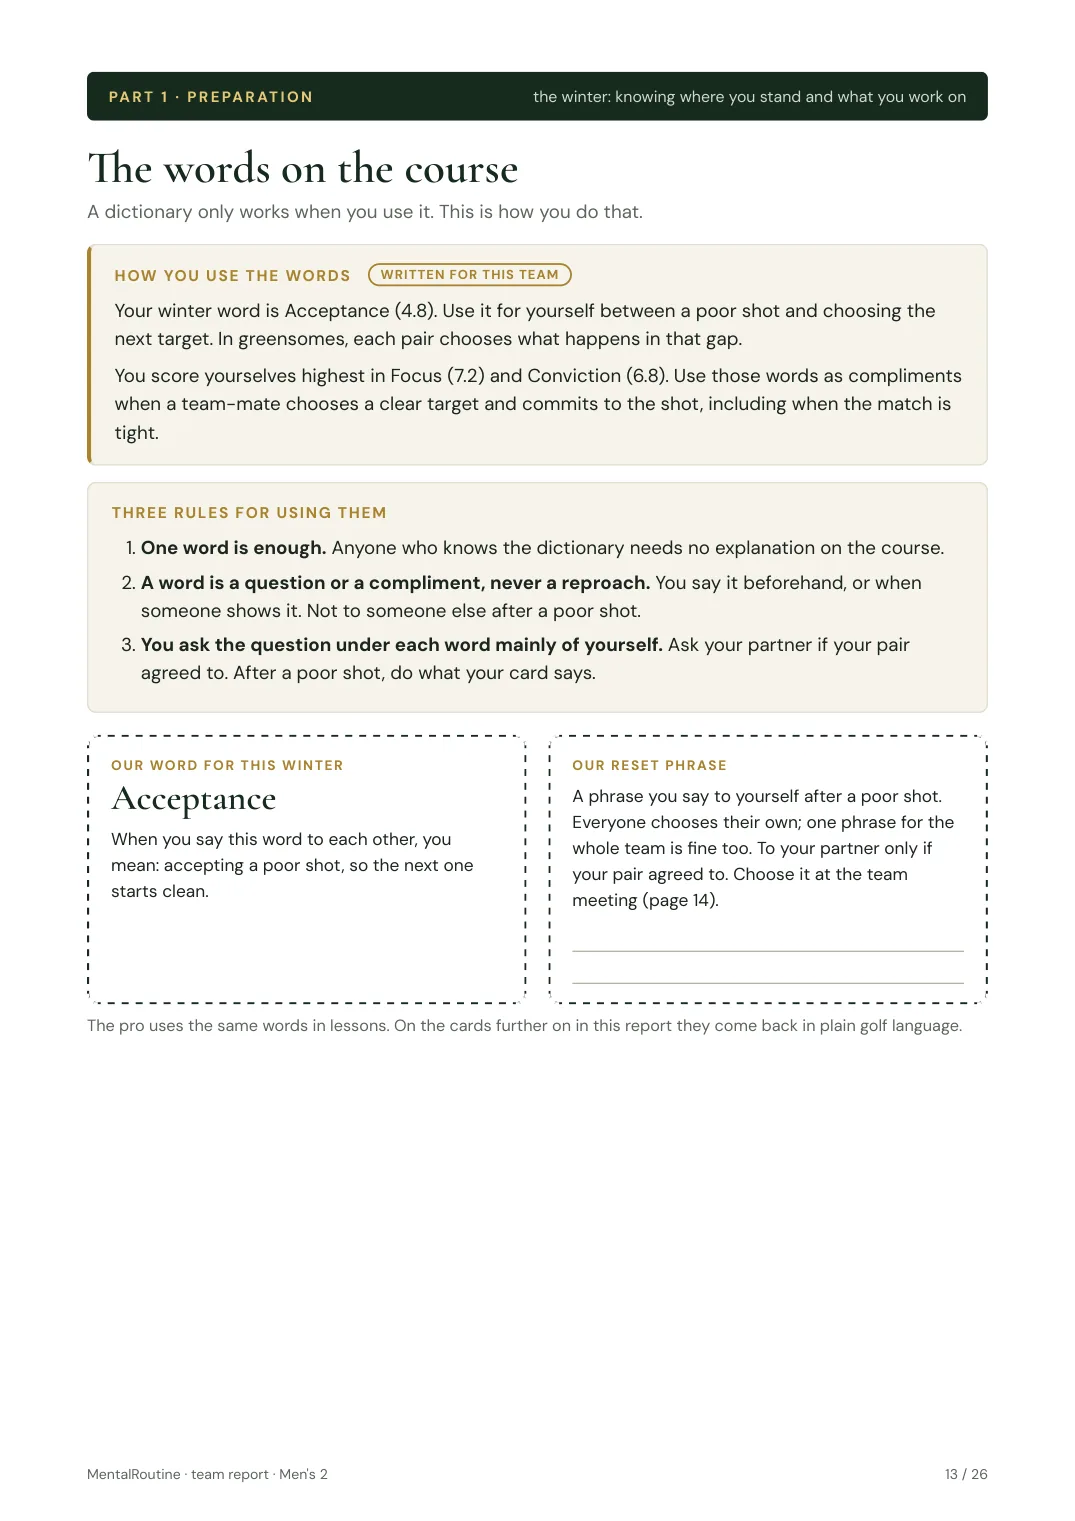 PART 1 · PREPARATION
the winter: knowing where you stand and what you work on
The words on the course
A dictionary only works when you use it. This is how you do that.
HOW YOU USE THE WORDS
WRITTEN FOR THIS TEAM
Your winter word is Acceptance (4.8). Use it for yourself between a poor shot and choosing the
next target. In greensomes, each pair chooses what happens in that gap.
You score yourselves highest in Focus (7.2) and Conviction (6.8). Use those words as compliments
when a team-mate chooses a clear target and commits to the shot, including when the match is
tight.
THREE RULES FOR USING THEM
1. One word is enough. Anyone who knows the dictionary needs no explanation on the course.
2. A word is a question or a compliment, never a reproach. You say it beforehand, or when
someone shows it. Not to someone else after a poor shot.
3. You ask the question under each word mainly of yourself. Ask your partner if your pair
agreed to. After a poor shot, do what your card says.
OUR WORD FOR THIS WINTER
Acceptance
When you say this word to each other, you
mean: accepting a poor shot, so the next one
starts clean.
OUR RESET PHRASE
A phrase you say to yourself after a poor shot.
Everyone chooses their own; one phrase for the
whole team is fine too. To your partner only if
your pair agreed to. Choose it at the team
meeting (page 14).
The pro uses the same words in lessons. On the cards further on in this report they come back in plain golf language.
MentalRoutine · team report · Men's 2
13 / 26